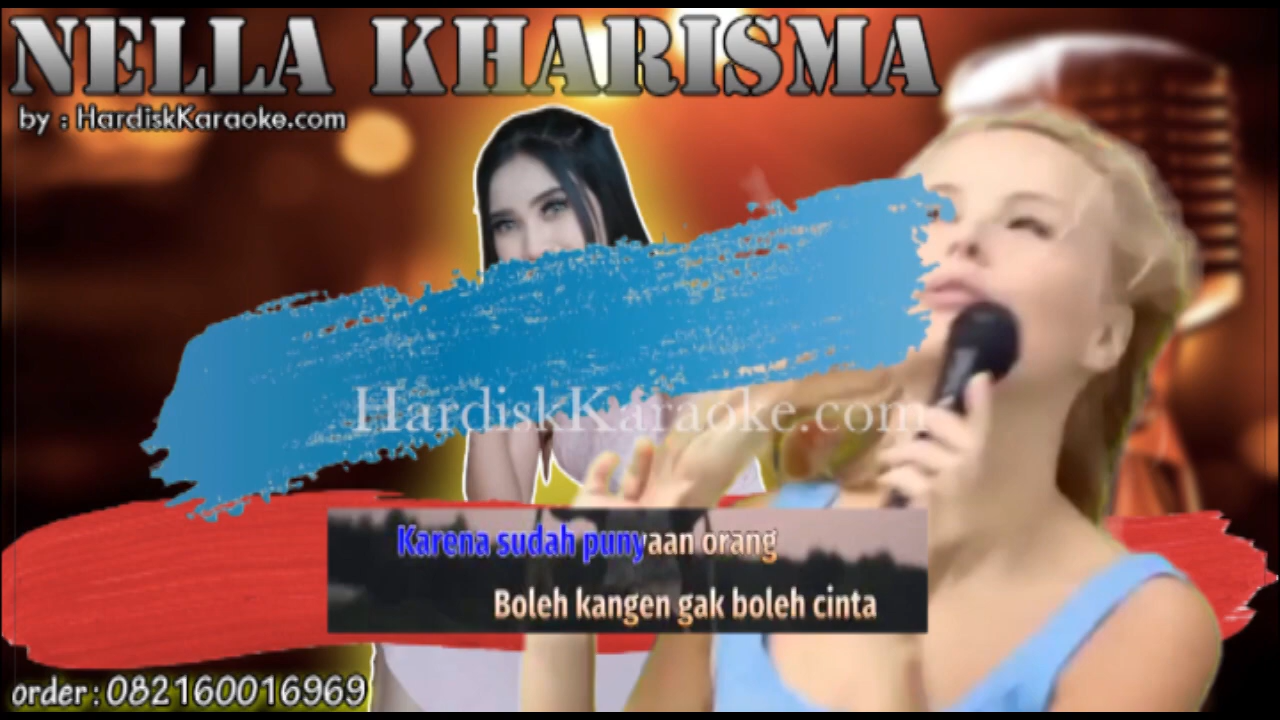 NELLA KHARISMA
by : HardiskKaraoke.com
HardiskKaraoke.com
Karena sudah punyaan orang
Boleh kangen gak boleh cinta
order : 082160016969